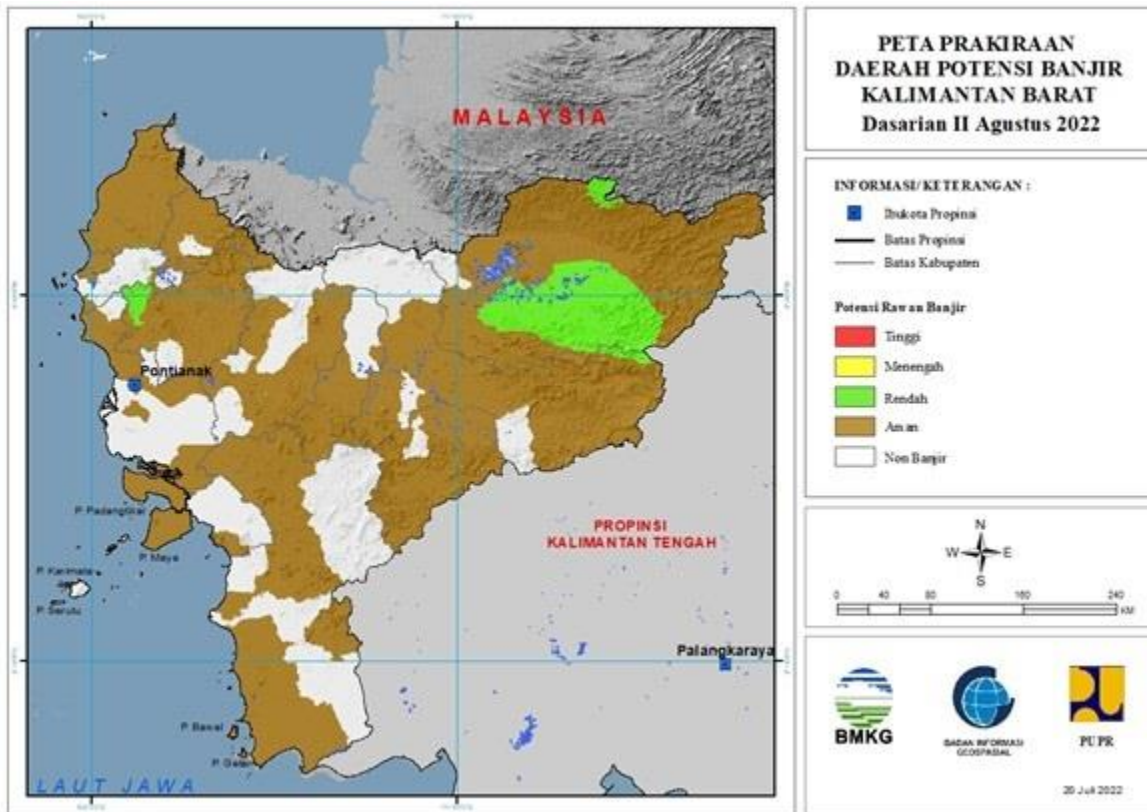 PETA PRAKIRAAN
DAERAH POTENSI BANJIR
KALIMANTAN BARAT
Dasarian II Agustus 2022
INFORMASI/KETERANGAN :
Ibukota Propinsi
Batas Propinsi
Batas Kabupaten
Potensi Rawan Banjir
Tinggi
Menengah
Rendah
Aman
Non Banjir
N
W
E
S
0 40 80 160 240
KM
BMKG
BADAN INFORMASI
GEOSPASIAL
PUPR
20 Juli 2022
MALAYSIA
Pontianak
P. Padangtikar
P. Maya
P. Karimata
P. Serutu
PROPINSI
KALIMANTAN TENGAH
Palangkaraya
P. Bawal
P. Gelam
LAUT JAWA